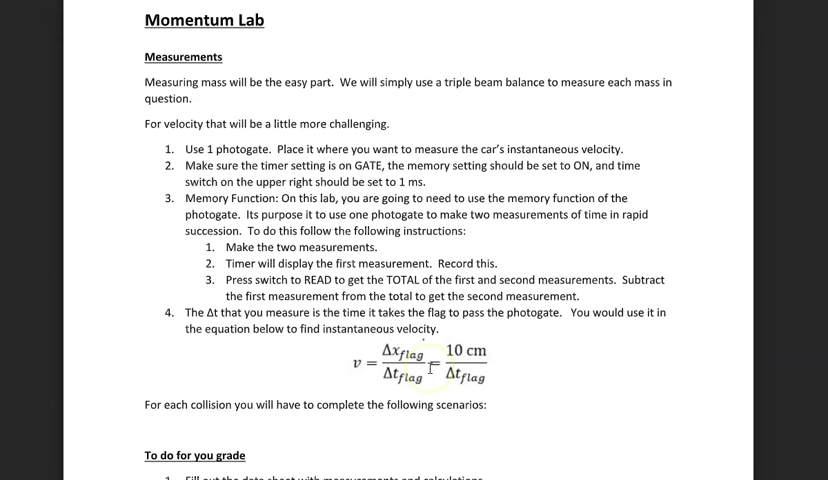 Momentum Lab
Measurements
Measuring mass will be the easy part.  We will simply use a triple beam balance to measure each mass in
question.
For velocity that will be a little more challenging.
1. Use 1 photogate.  Place it where you want to measure the car's instantaneous velocity.
2. Make sure the timer setting is on GATE, the memory setting should be set to ON, and time
switch on the upper right should be set to 1 ms.
3. Memory Function: On this lab, you are going to need to use the memory function of the
photogate.  Its purpose it to use one photogate to make two measurements of time in rapid
succession.  To do this follow the following instructions:
1. Make the two measurements.
2. Timer will display the first measurement.  Record this.
3. Press switch to READ to get the TOTAL of the first and second measurements.  Subtract
the first measurement from the total to get the second measurement.
4. The Δt that you measure is the time it takes the flag to pass the photogate.  You would use it in
the equation below to find instantaneous velocity.
v = Δx_flag / Δt_flag = 10 cm / Δt_flag
For each collision you will have to complete the following scenarios:
To do for you grade
1. Fill out the data sheet with measurements and calculations